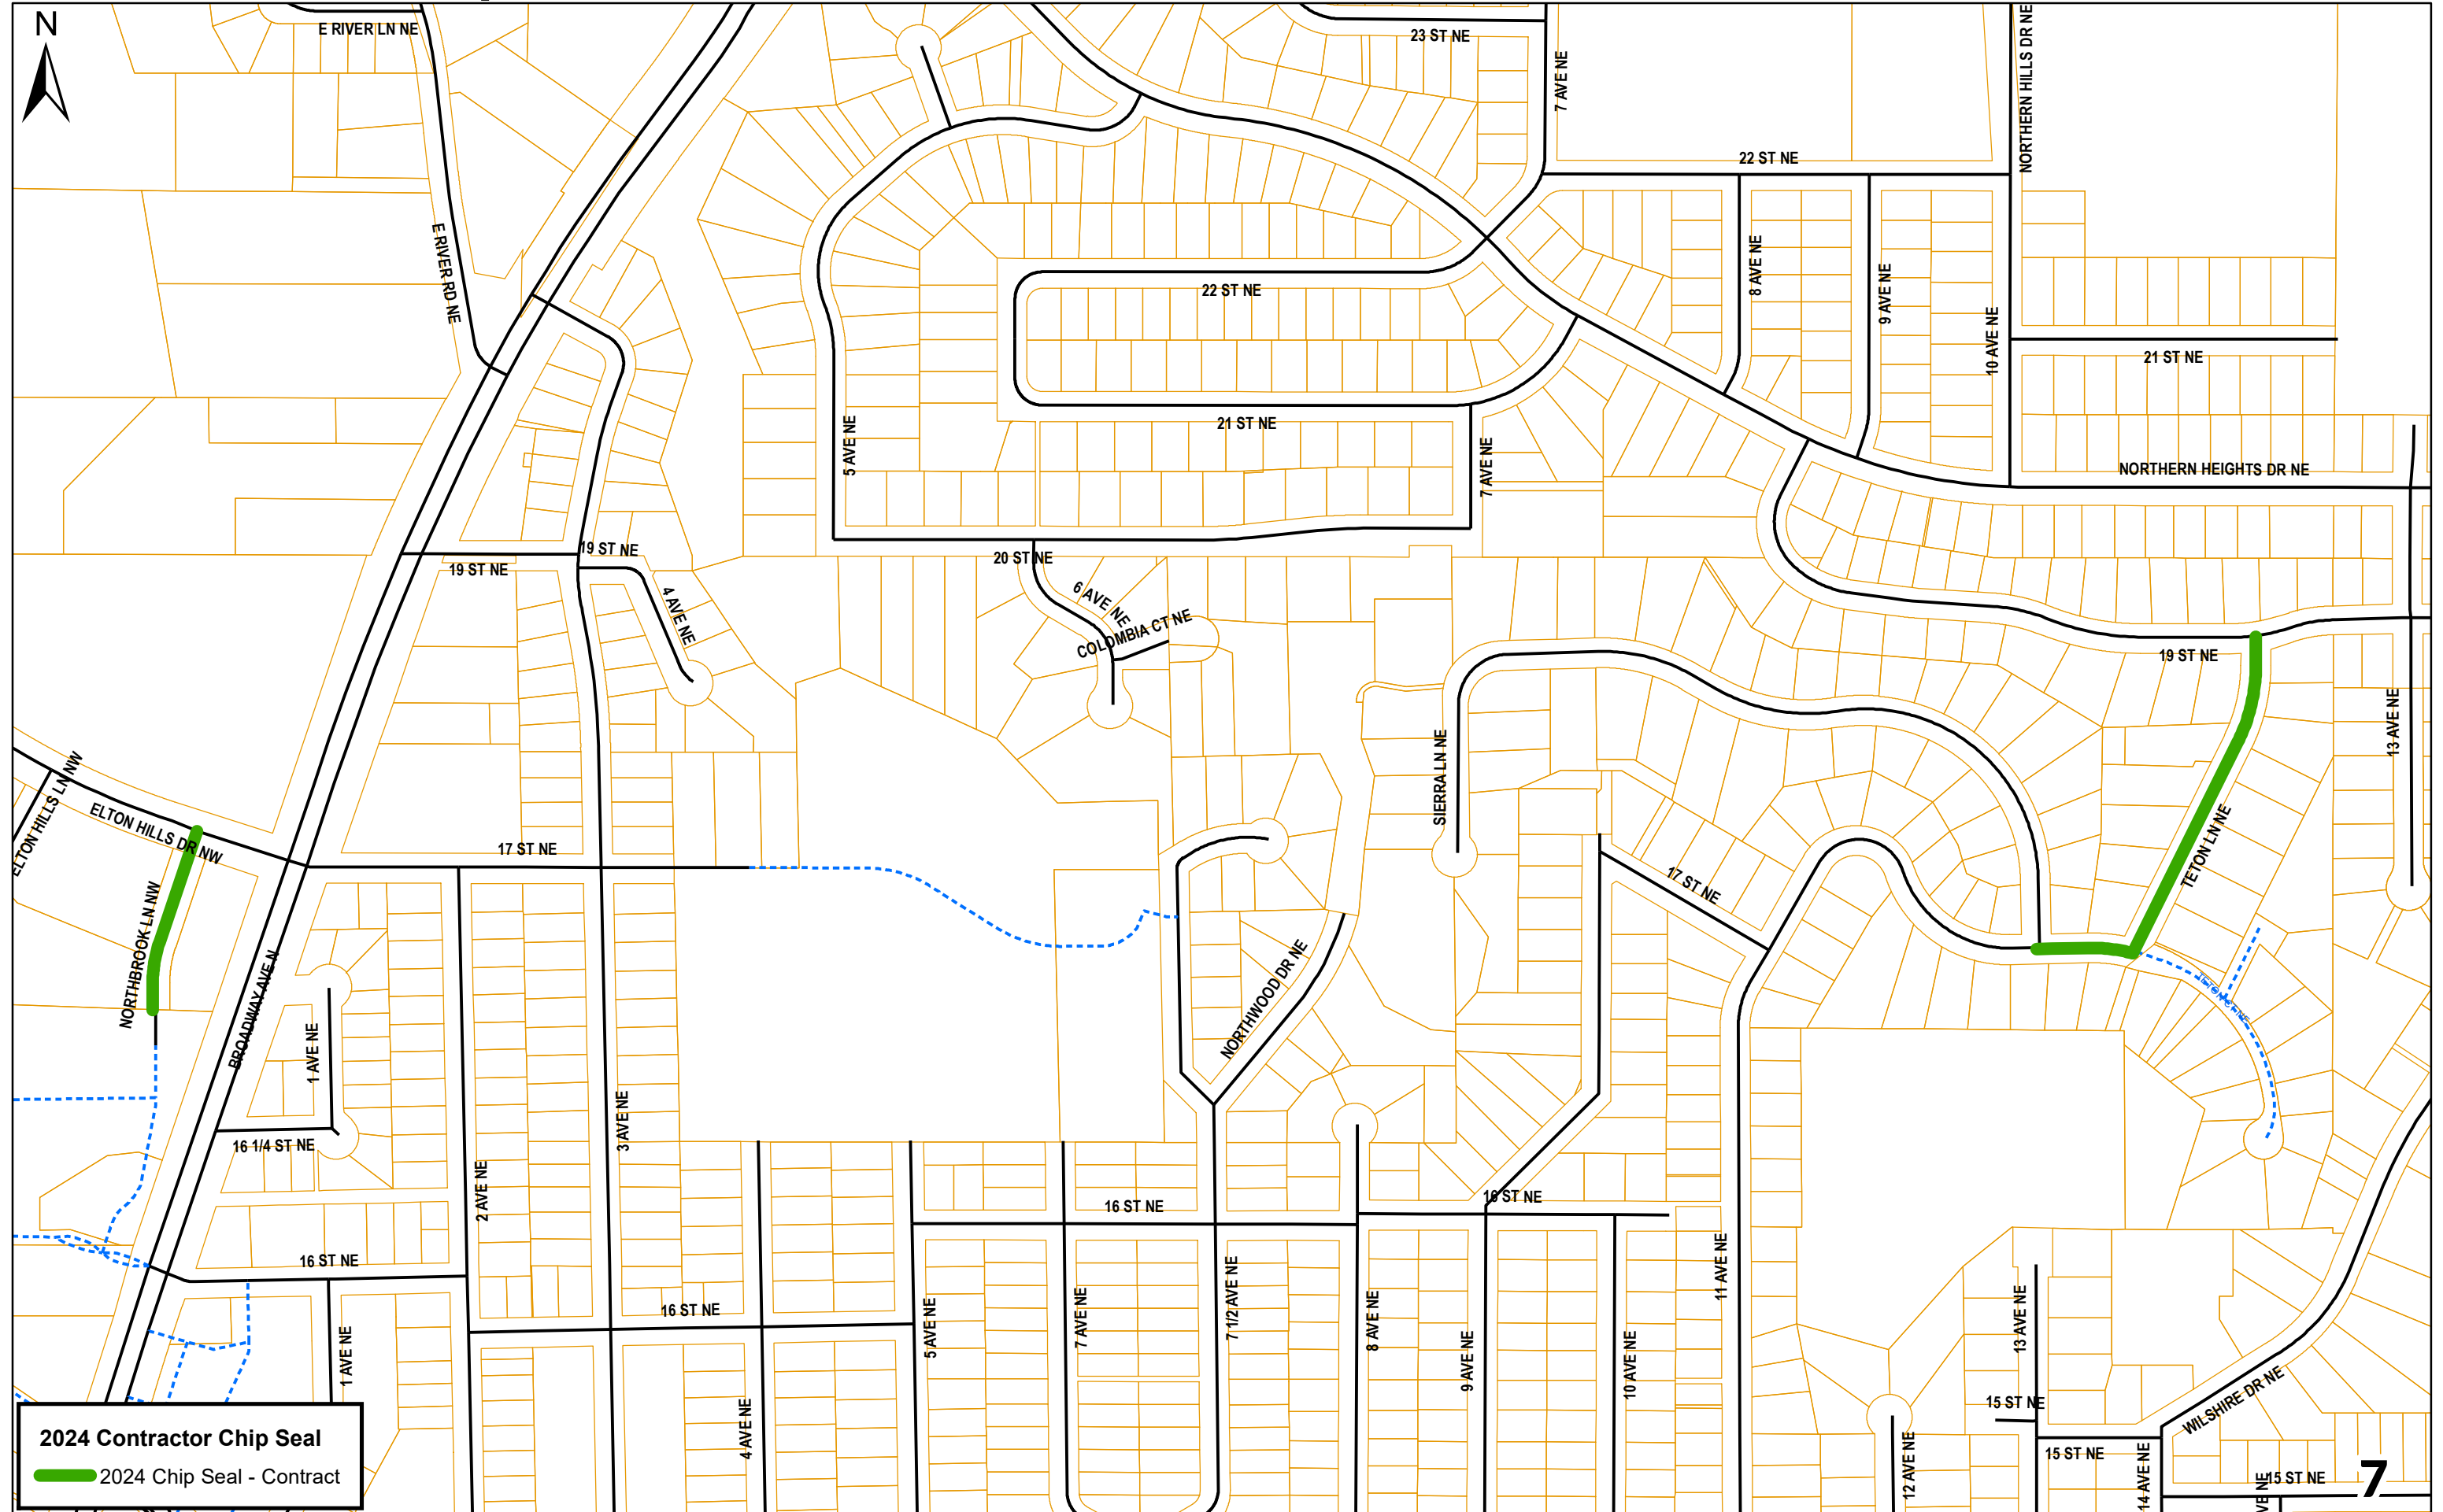 N
E RIVER LN NE
23 ST NE
7 AVE NE
NORTHERN HILLS DR NE
22 ST NE
E RIVER RD NE
22 ST NE
8 AVE NE
9 AVE NE
10 AVE NE
21 ST NE
5 AVE NE
21 ST NE
7 AVE NE
NORTHERN HEIGHTS DR NE
19 ST NE
19 ST NE
20 ST NE
4 AVE NE
6 AVE NE
COLOMBIA CT NE
19 ST NE
13 AVE NE
SIERRA LN NE
ELTON HILLS LN NW
ELTON HILLS DR NW
17 ST NE
TETON LN NE
17 ST NE
NORTHBROOK LN NW
BROADWAY AVE N
NORTHWOOD DR NE
1 AVE NE
3 AVE NE
16 1/4 ST NE
2 AVE NE
16 ST NE
16 ST NE
16 ST NE
16 ST NE
11 AVE NE
7 1/2 AVE NE
5 AVE NE
7 AVE NE
8 AVE NE
9 AVE NE
10 AVE NE
13 AVE NE
1 AVE NE
4 AVE NE
15 ST NE
WILSHIRE DR NE
12 AVE NE
15 ST NE
14 AVE NE
15 ST NE
VE NE
2024 Contractor Chip Seal
2024 Chip Seal - Contract
7